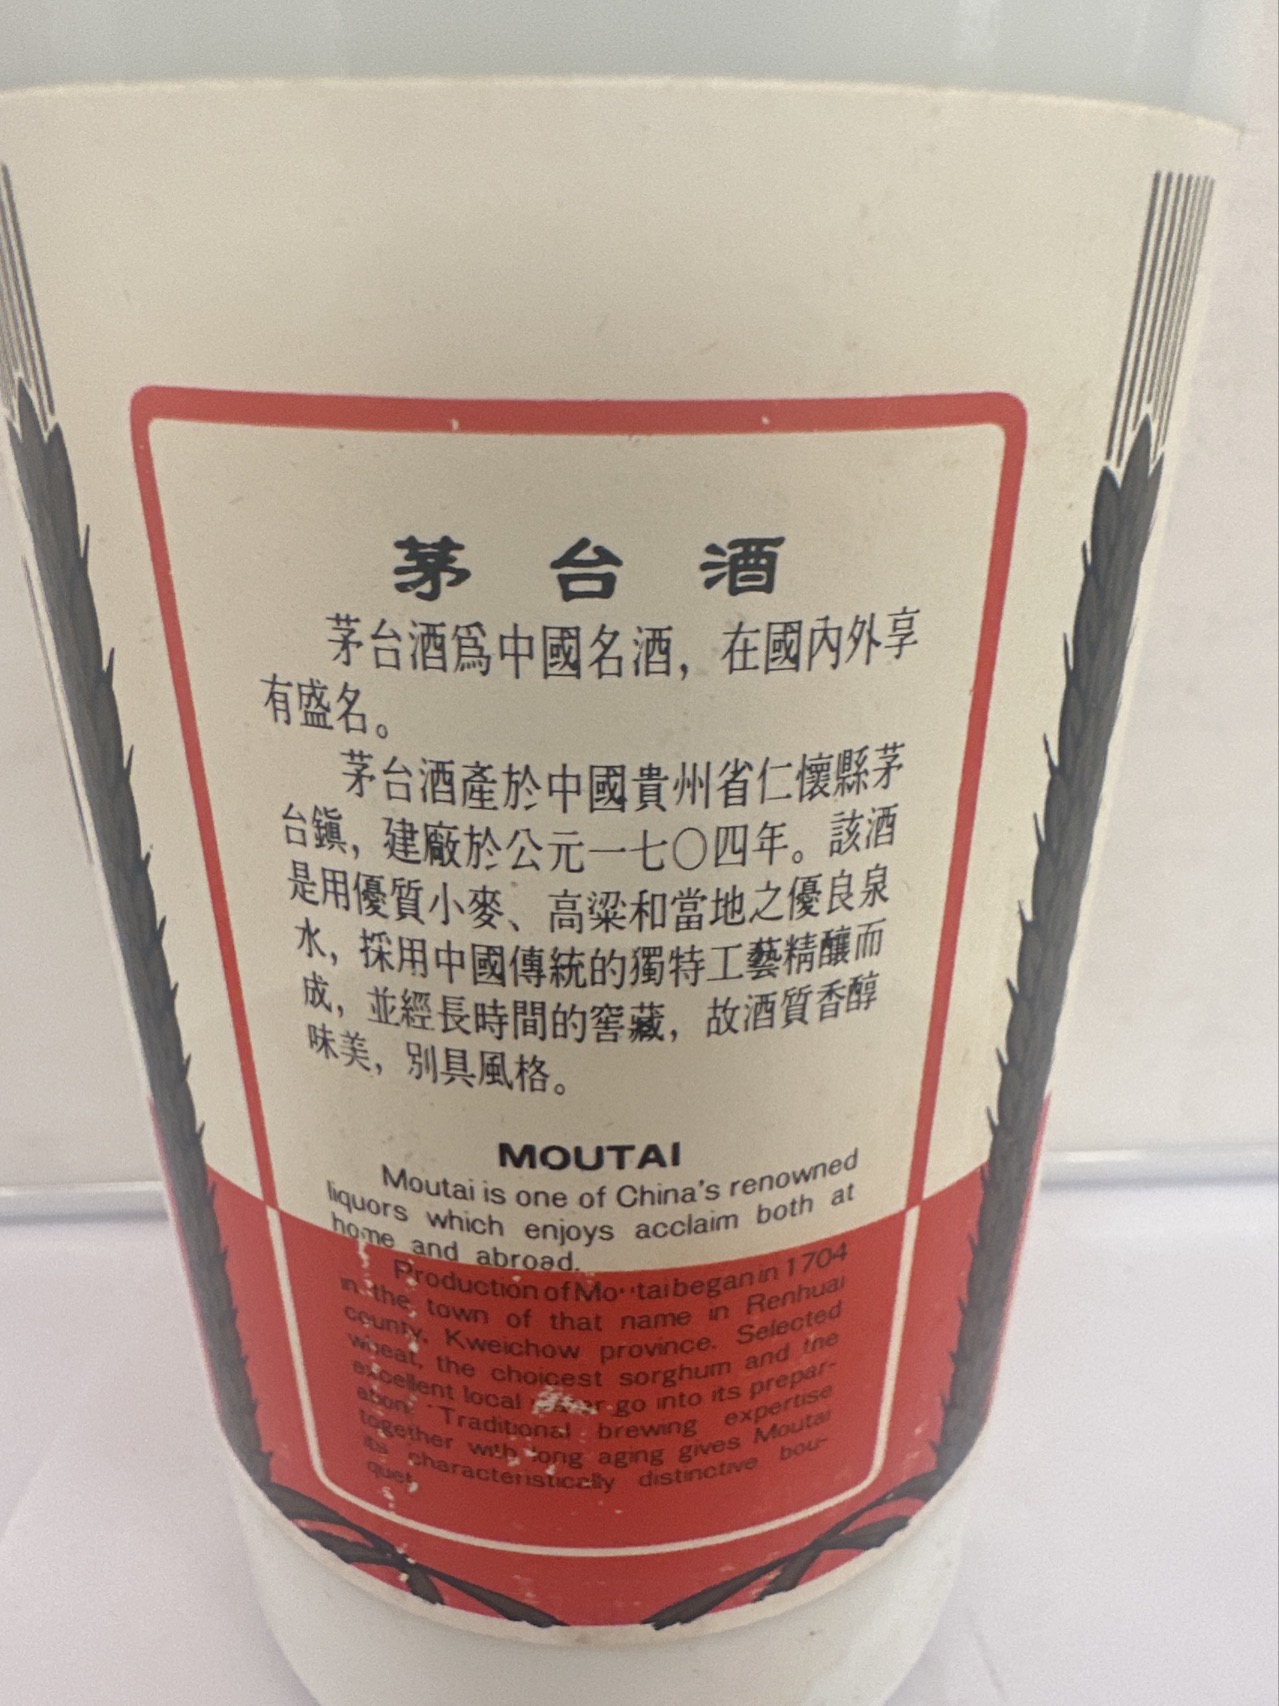 茅台酒
茅台酒爲中國名酒，在國內外享
有盛名。
茅台酒產於中國貴州省仁懷縣茅
台鎭，建廠於公元一七〇四年。該酒
是用優質小麥、高粱和當地之優良泉
水，採用中國傳統的獨特工藝精釀而
成，並經長時間的窖藏，故酒質香醇
味美，別具風格。
MOUTAI
Moutai is one of China's renowned
liquors which enjoys acclaim both at
home and abroad.
Production of Moutai began in 1704
in the town of that name in Renhuai
county, Kweichow province. Selected
wheat, the choicest sorghum and the
excellent local go into its prepar-
ation. Traditional brewing expertise
together with long aging gives Moutai
its characteristically distinctive bou-
quet.